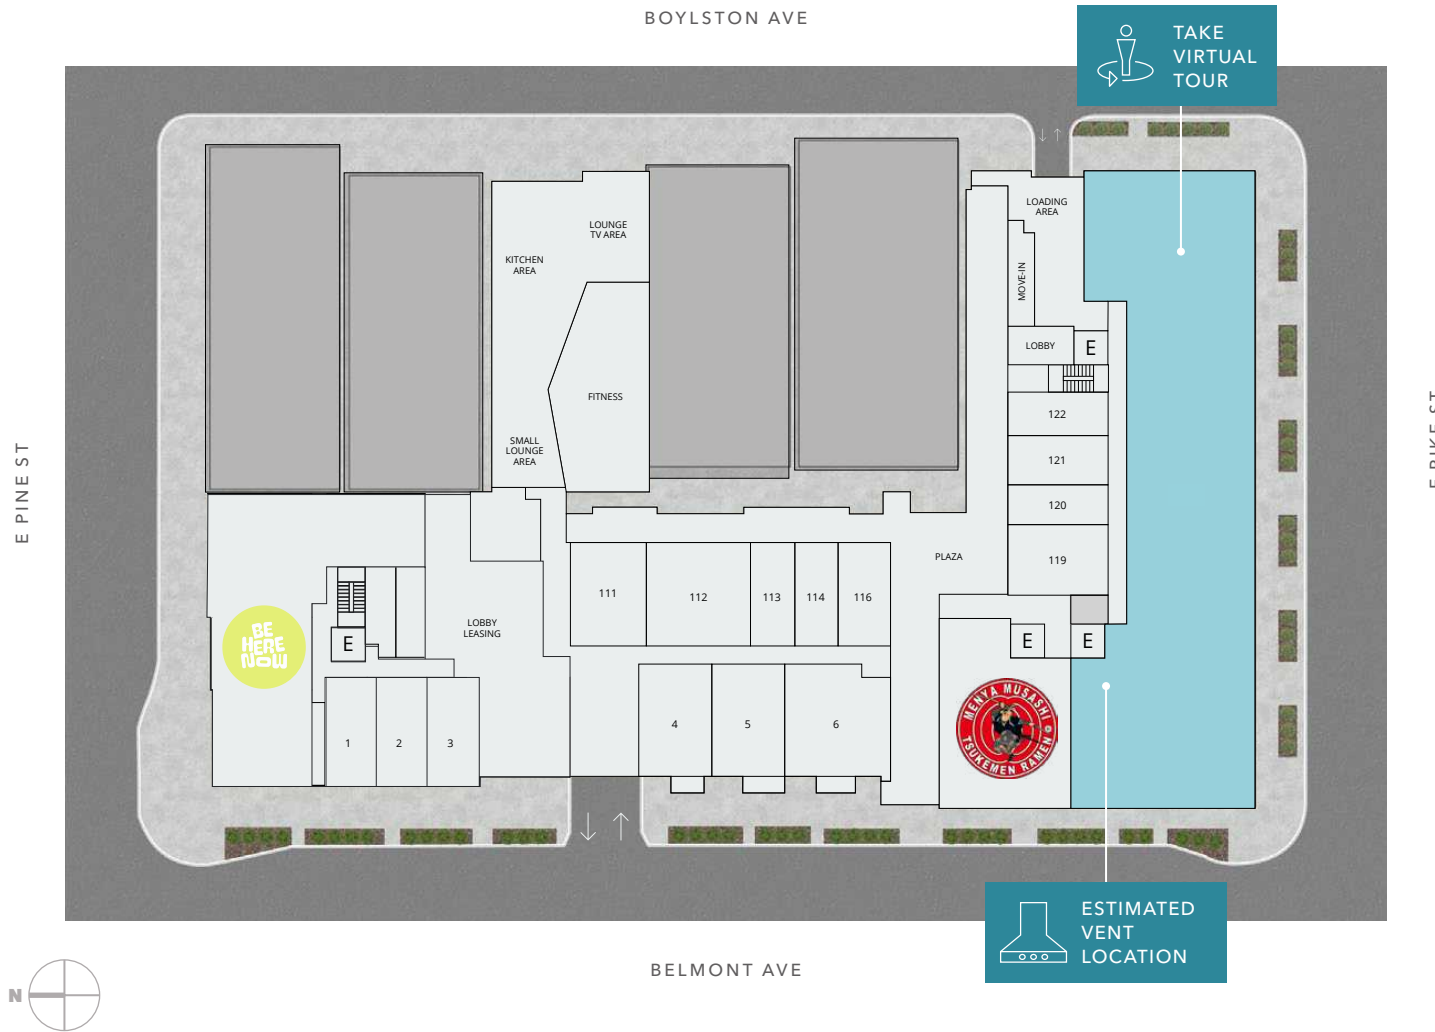 BOYLSTON AVE
TAKE
VIRTUAL
TOUR
LOADING
AREA
LOUNGE
TV AREA
KITCHEN
AREA
MOVE-IN
LOBBY
E
FITNESS
122
SMALL
LOUNGE
AREA
121
120
E PINE ST
E PIKE ST
PLAZA
119
111
112
113
114
116
LOBBY
LEASING
BE
HERE
NOW
E
E
E
MENYA MUSASHI
TSUKEMEN RAMEN
1
2
3
4
5
6
ESTIMATED
VENT
LOCATION
BELMONT AVE
N